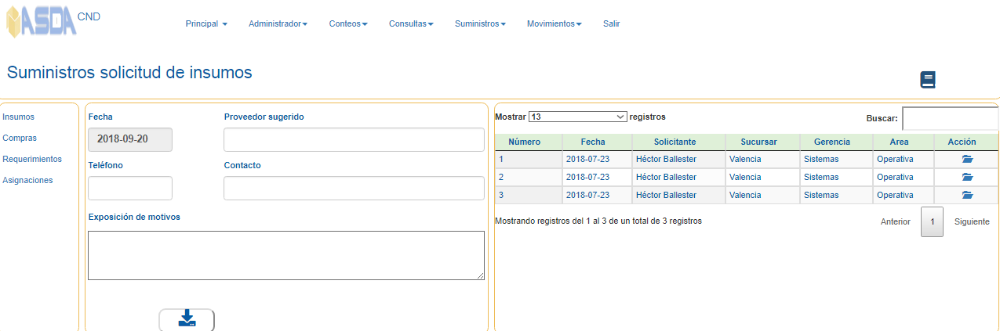 ASDA CND
Principal Administrador Conteos Consultas Suministros Movimientos Salir
Suministros solicitud de insumos
Insumos
Compras
Requerimientos
Asignaciones
Fecha Proveedor sugerido
2018-09-20
Teléfono Contacto
Exposición de motivos
Mostrar 13 registros Buscar:
Número Fecha Solicitante Sucursar Gerencia Area Acción
1 2018-07-23 Héctor Ballester Valencia Sistemas Operativa
2 2018-07-23 Héctor Ballester Valencia Sistemas Operativa
3 2018-07-23 Héctor Ballester Valencia Sistemas Operativa
Mostrando registros del 1 al 3 de un total de 3 registros Anterior 1 Siguiente